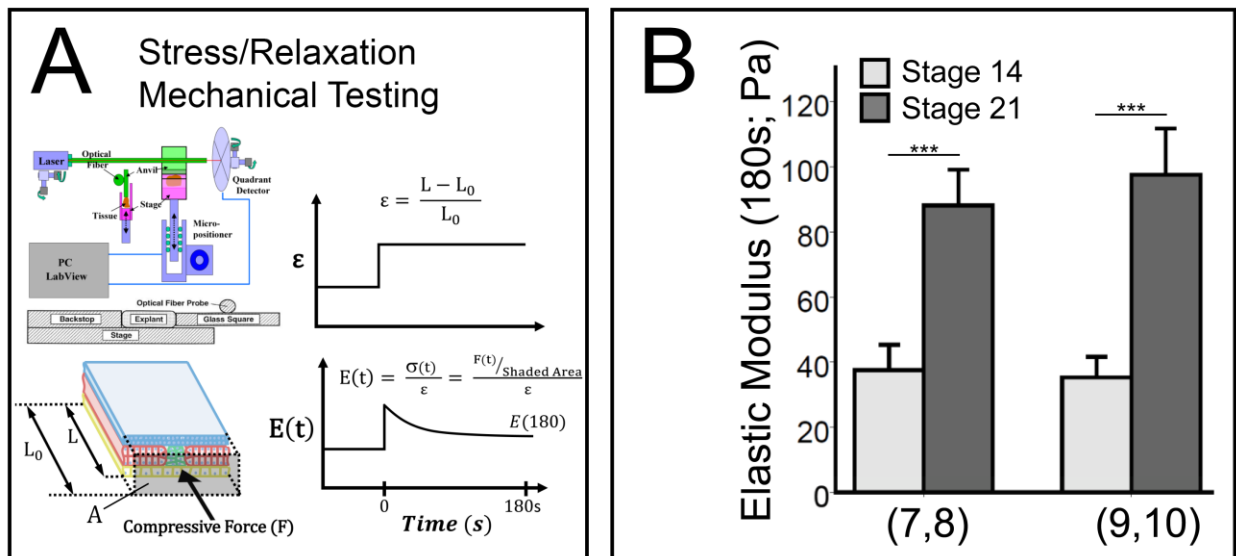 A
Stress/Relaxation
Mechanical Testing
Laser
Optical
Fiber
Anvil
Quadrant
Detector
Tissue
Stage
Micro-
positioner
PC
LabView
Optical Fiber Probe
Backstop
Explant
Glass Square
Stage
ε = (L − L₀)/L₀
ε
E(t) = σ(t)/ε = (F(t)/Shaded Area)/ε
E(t)
E(180)
0
180s
Time (s)
L₀
L
A
Compressive Force (F)
B
Elastic Modulus (180s; Pa)
Stage 14
Stage 21
120
100
80
60
40
20
0
***
***
(7,8)
(9,10)